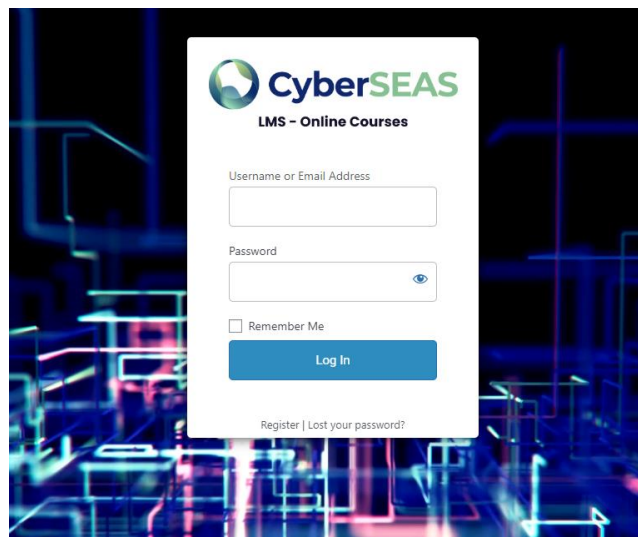 CyberSEAS
LMS - Online Courses
Username or Email Address
Password
Remember Me
Log In
Register | Lost your password?